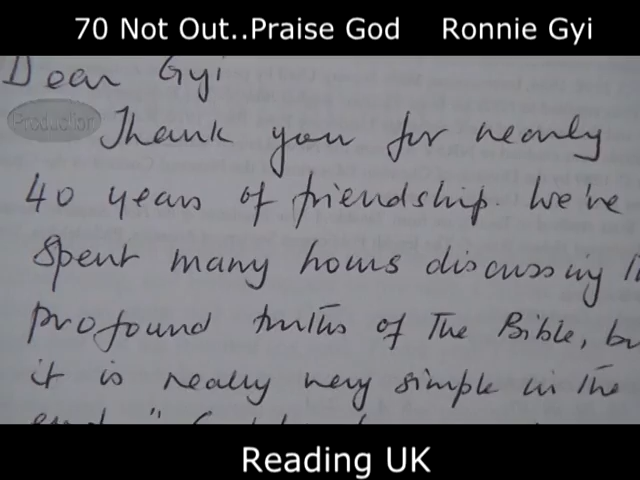 70 Not Out..Praise God Ronnie Gyi
Dear Gyi
Production
Thank you for nearly
40 years of friendship. We've
spent many hours discussing
profound truths of The Bible,
it is really very simple in the
Reading UK